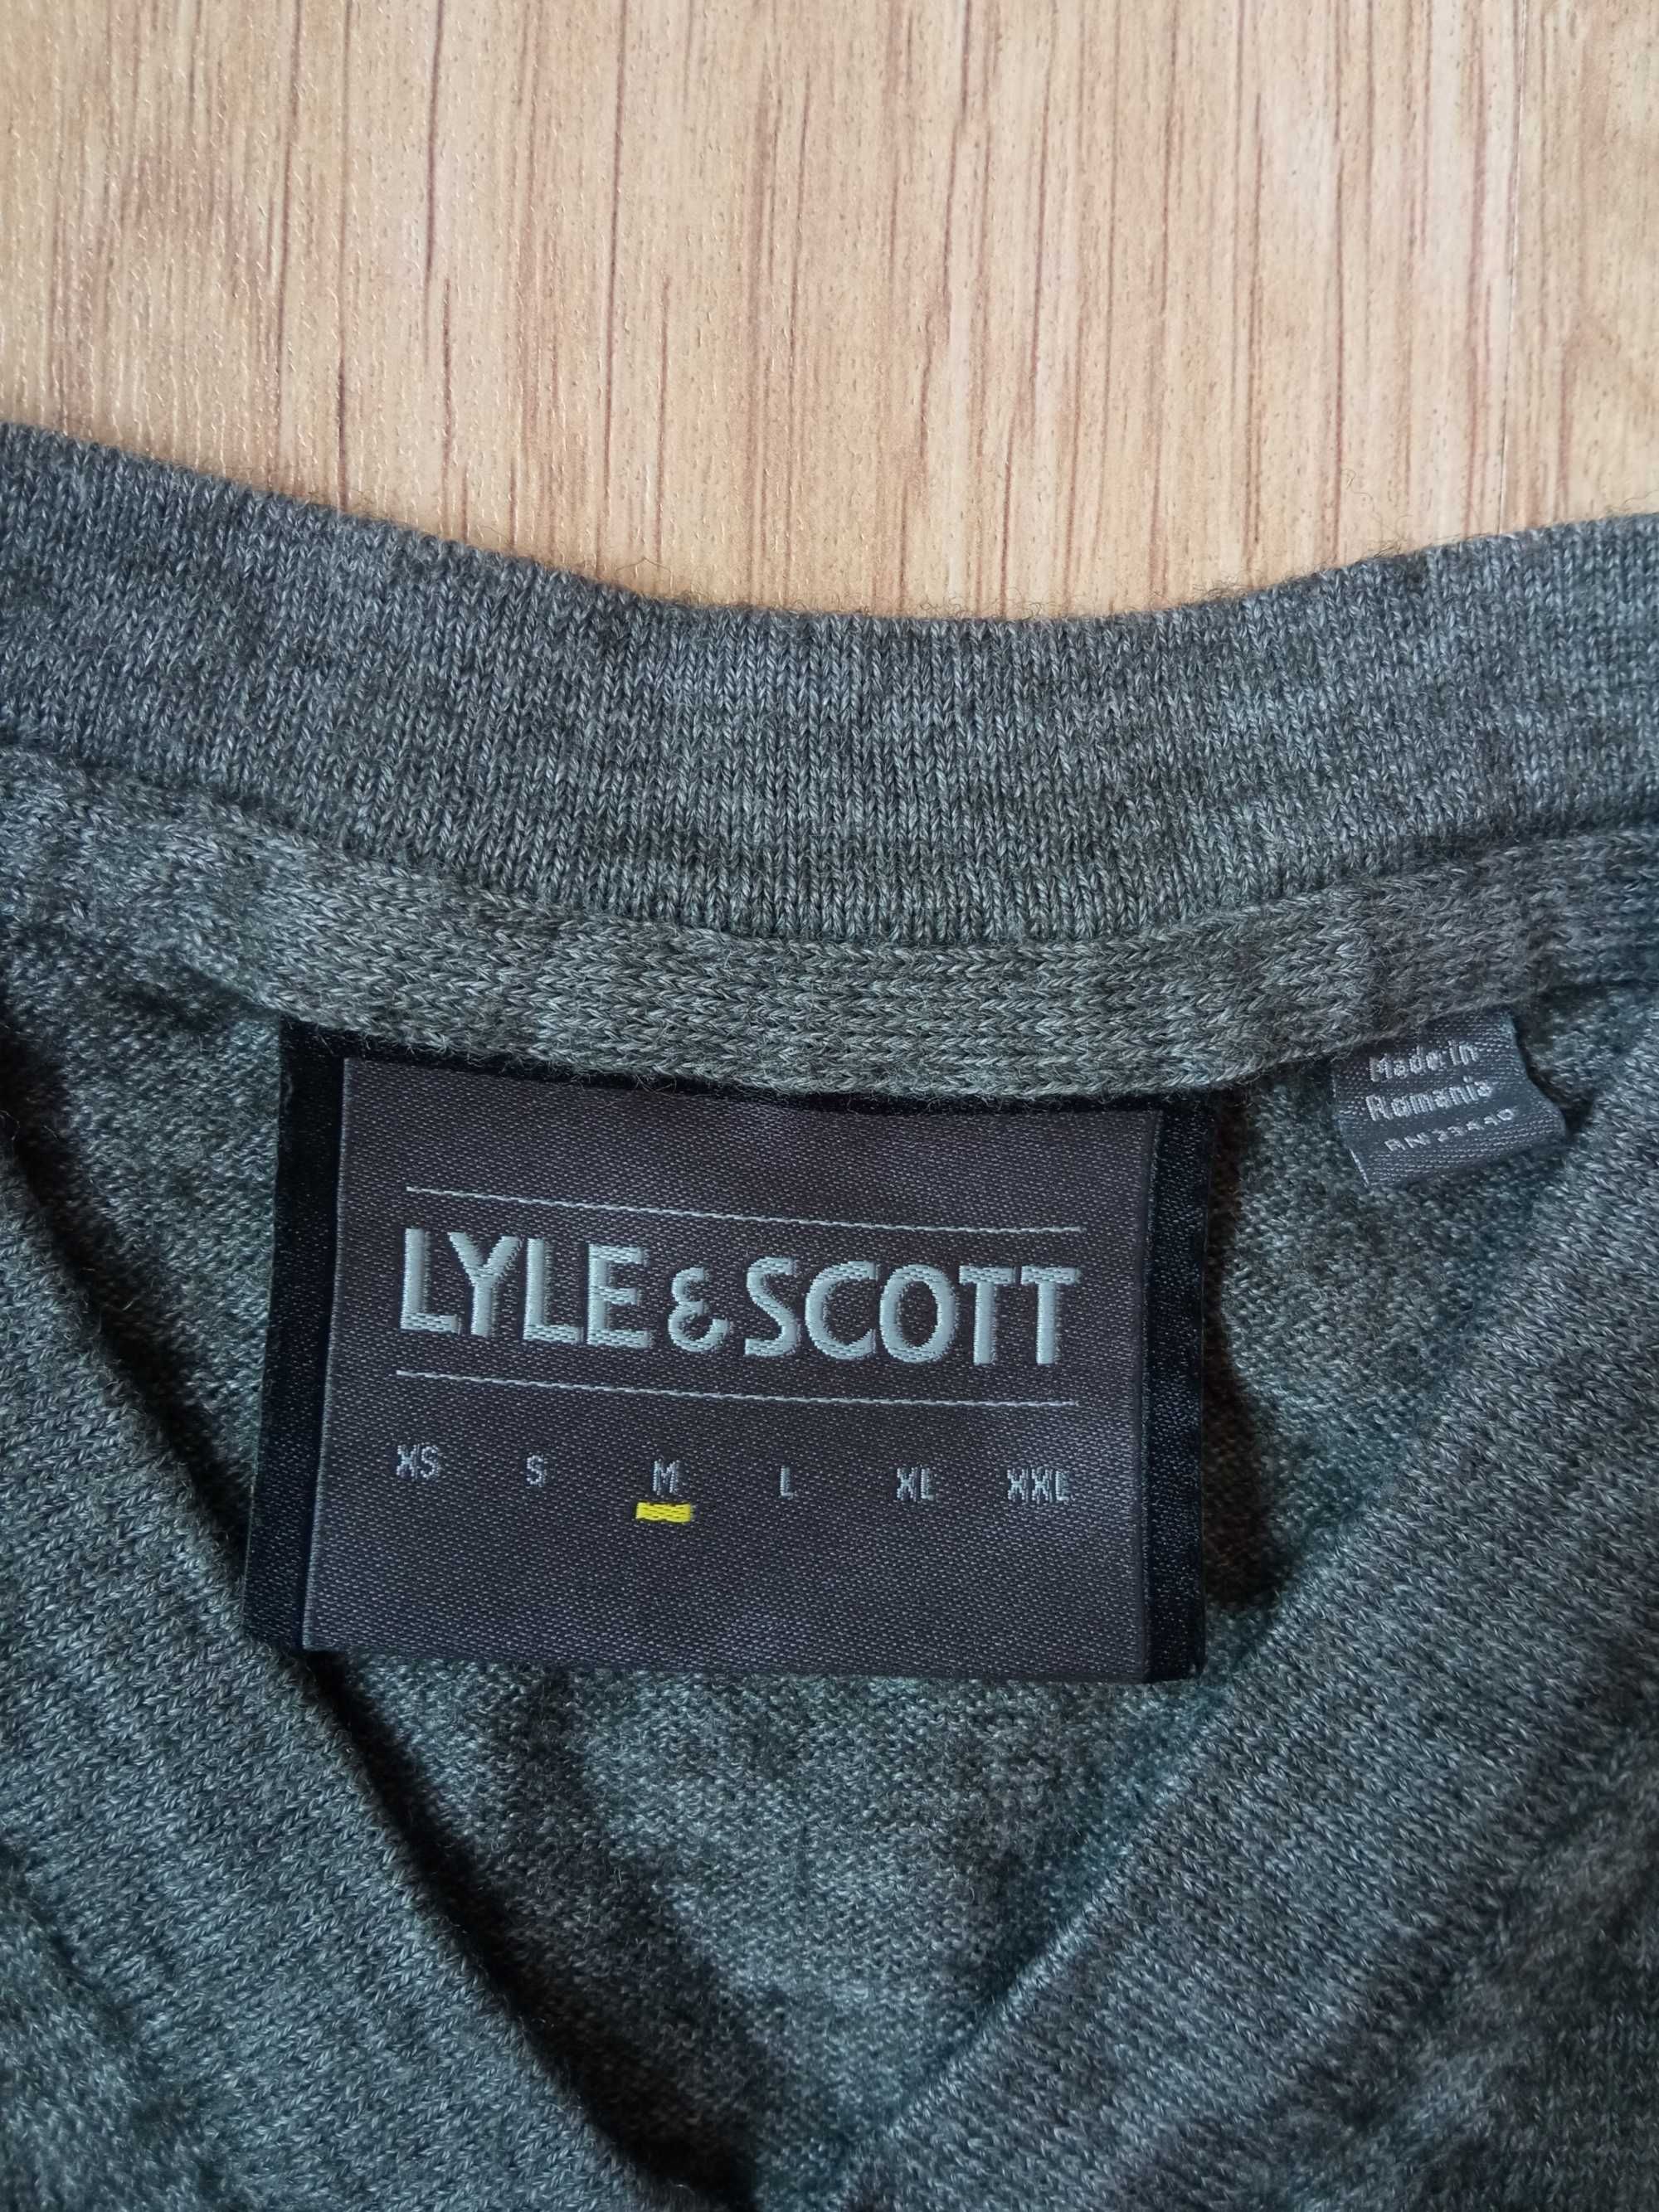 Made in
Romania
LYLE & SCOTT
XS S M L XL XXL